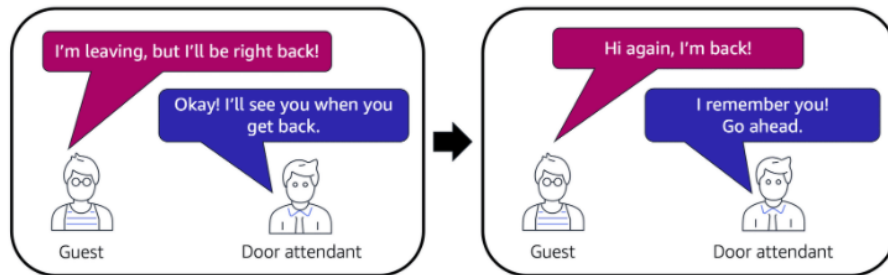 I'm leaving, but I'll be right back!
Okay! I'll see you when you
get back.
Guest
Door attendant
Hi again, I'm back!
I remember you!
Go ahead.
Guest
Door attendant